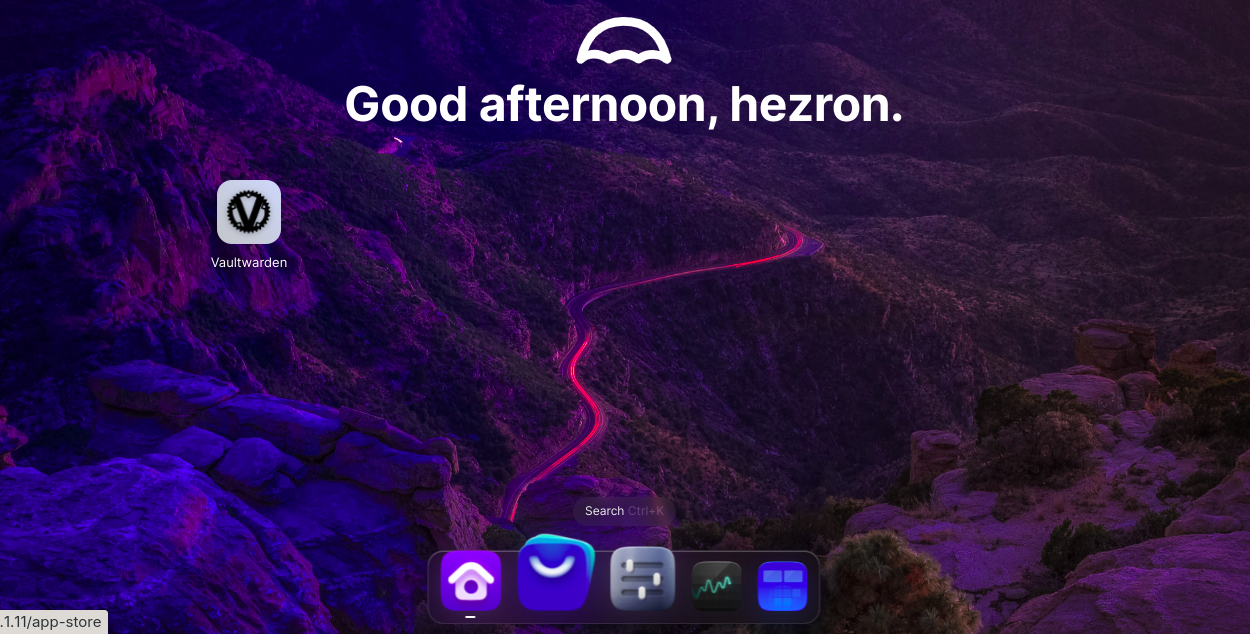 Good afternoon, hezron.
Vaultwarden
Search Ctrl+K
.1.11/app-store